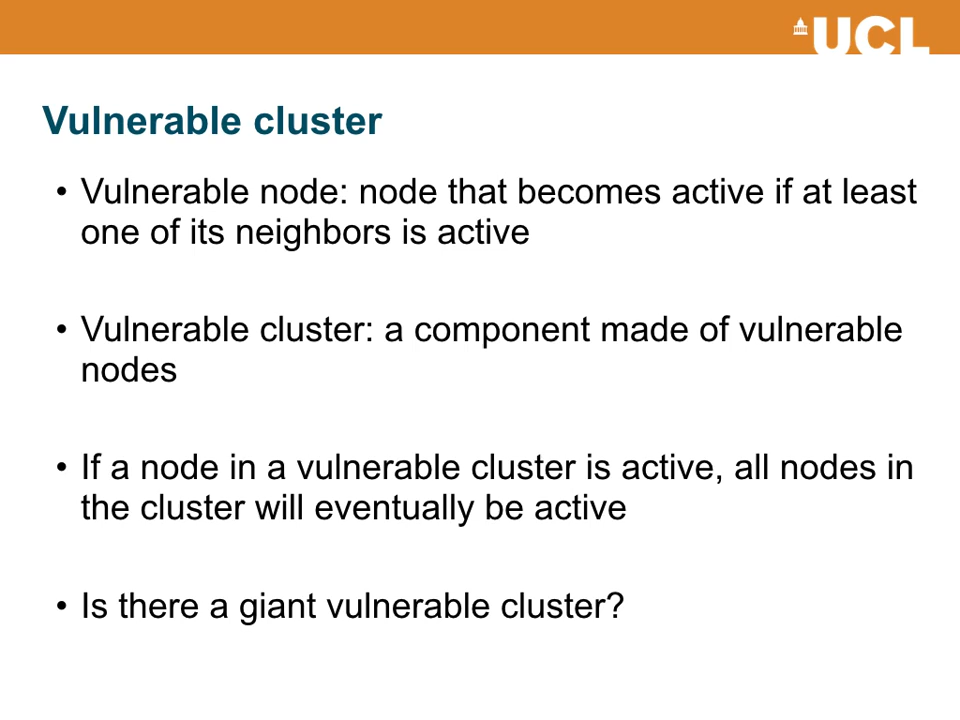 UCL
Vulnerable cluster
• Vulnerable node: node that becomes active if at least
one of its neighbors is active
• Vulnerable cluster: a component made of vulnerable
nodes
• If a node in a vulnerable cluster is active, all nodes in
the cluster will eventually be active
• Is there a giant vulnerable cluster?